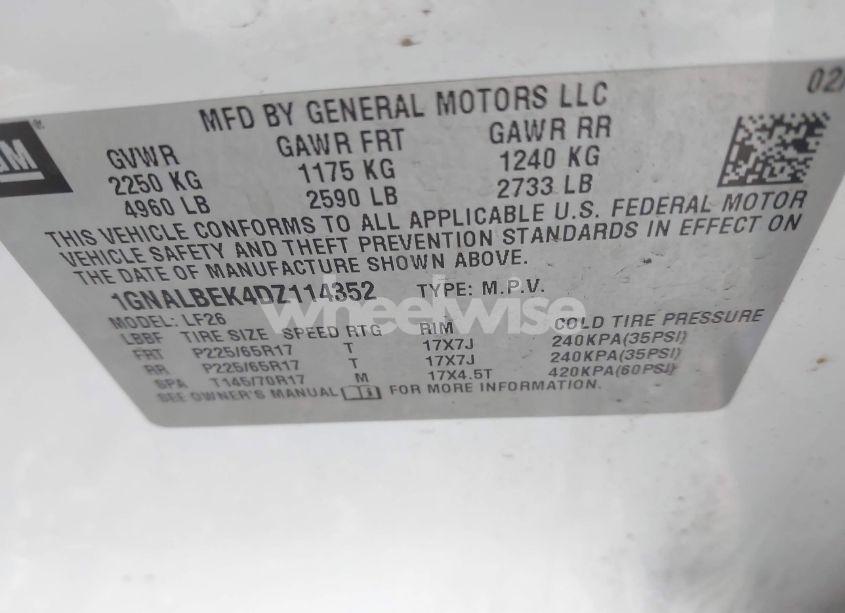 02/
GM ®
MFD BY GENERAL MOTORS LLC
GVWR GAWR FRT GAWR RR
2250 KG 1175 KG 1240 KG
4960 LB 2590 LB 2733 LB
THIS VEHICLE CONFORMS TO ALL APPLICABLE U.S. FEDERAL MOTOR
VEHICLE SAFETY AND THEFT PREVENTION STANDARDS IN EFFECT ON
THE DATE OF MANUFACTURE SHOWN ABOVE.
1GNALBEK4DZ114352 TYPE: M.P.V.
wheelwise
MODEL: LF26
LBBF TIRE SIZE SPEED RTG RIM COLD TIRE PRESSURE
FRT P225/65R17 T 17X7J 240KPA(35PSI)
RR P225/65R17 T 17X7J 240KPA(35PSI)
SPA T145/70R17 M 17X4.5T 420KPA(60PSI)
SEE OWNER'S MANUAL FOR MORE INFORMATION.